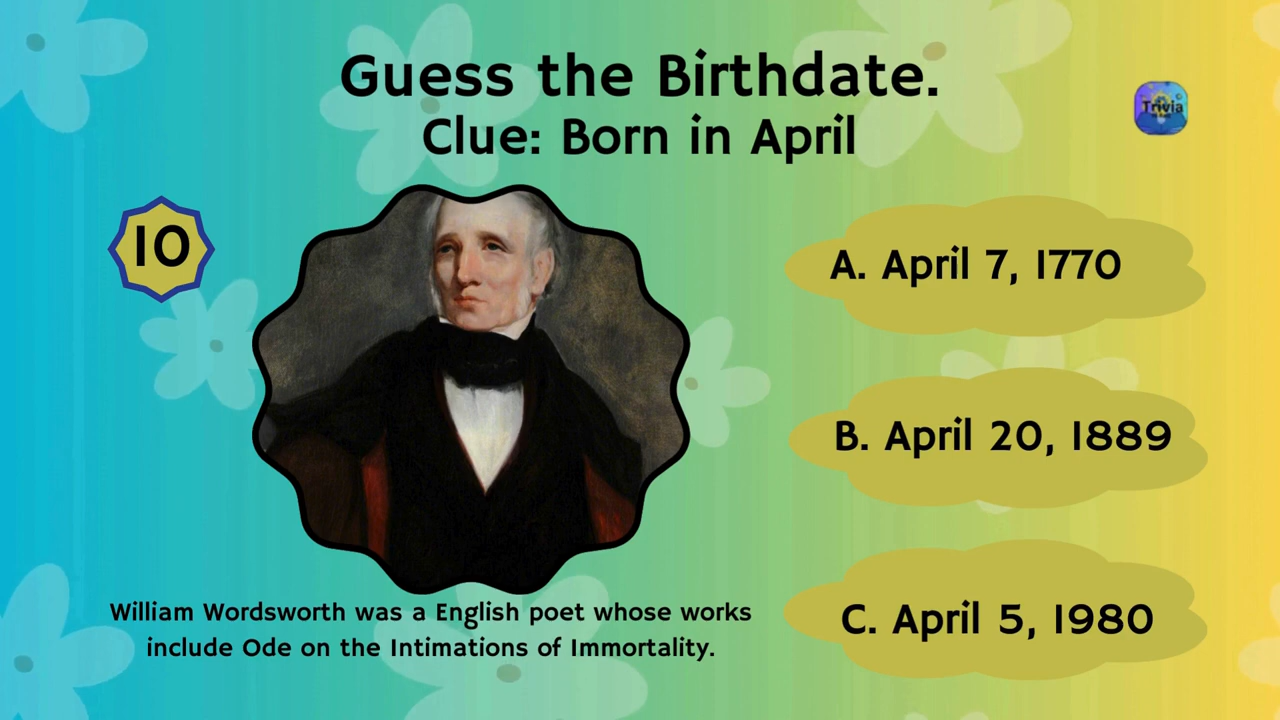 Guess the Birthdate.
Clue: Born in April
Trivia
10
A. April 7, 1770
B. April 20, 1889
William Wordsworth was a English poet whose works
include Ode on the Intimations of Immortality.
C. April 5, 1980